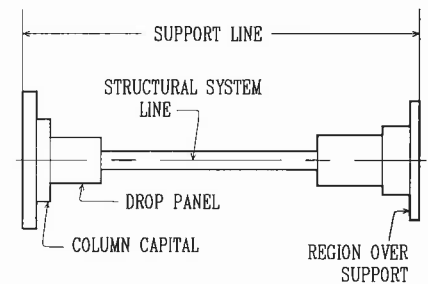 SUPPORT LINE
STRUCTURAL SYSTEM
LINE
DROP PANEL
COLUMN CAPITAL
REGION OVER
SUPPORT